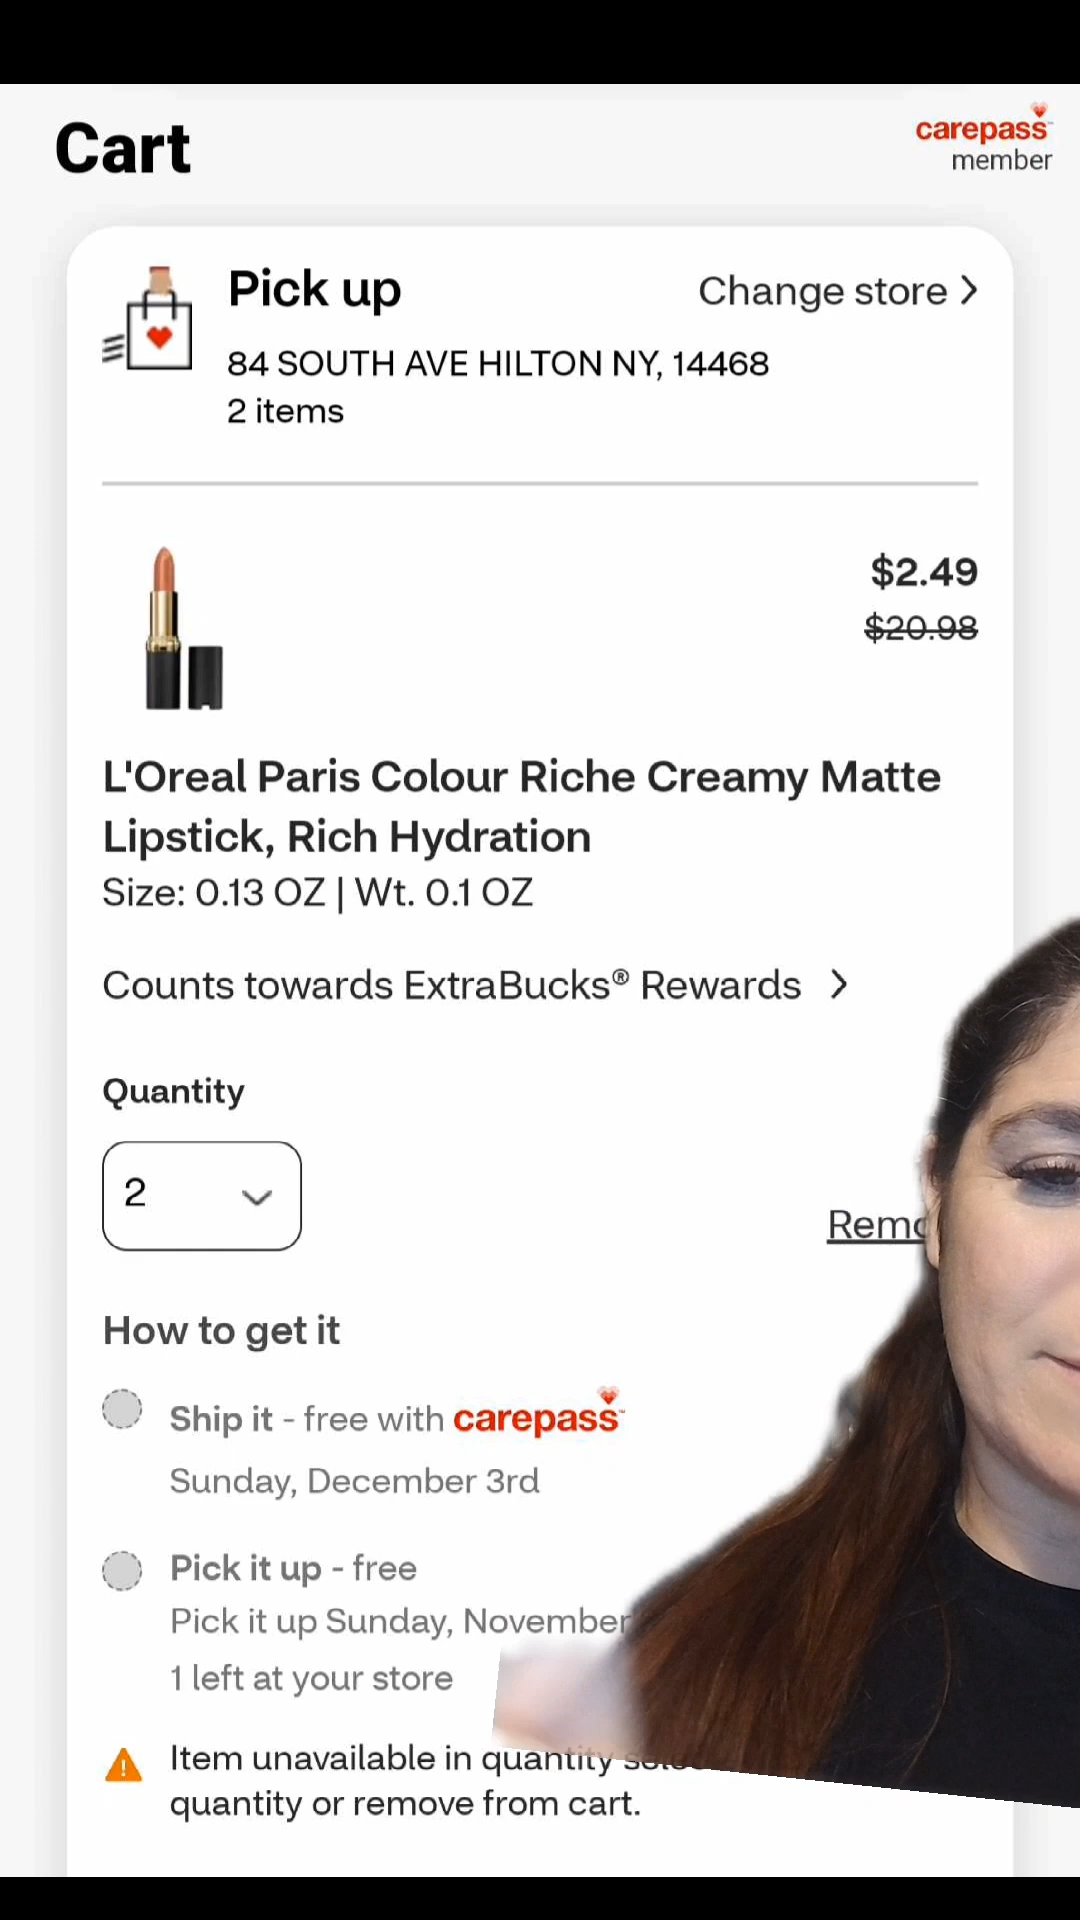 Cart
carepass™
member
Pick up
Change store
84 SOUTH AVE HILTON NY, 14468
2 items
$2.49
$20.98
L'Oreal Paris Colour Riche Creamy Matte
Lipstick, Rich Hydration
Size: 0.13 OZ | Wt. 0.1 OZ
Counts towards ExtraBucks® Rewards
Quantity
2
How to get it
Ship it - free with carepass™
Sunday, December 3rd
Pick it up - free
Pick it up Sunday, November
1 left at your store
Item unavailable in quantity
quantity or remove from cart.